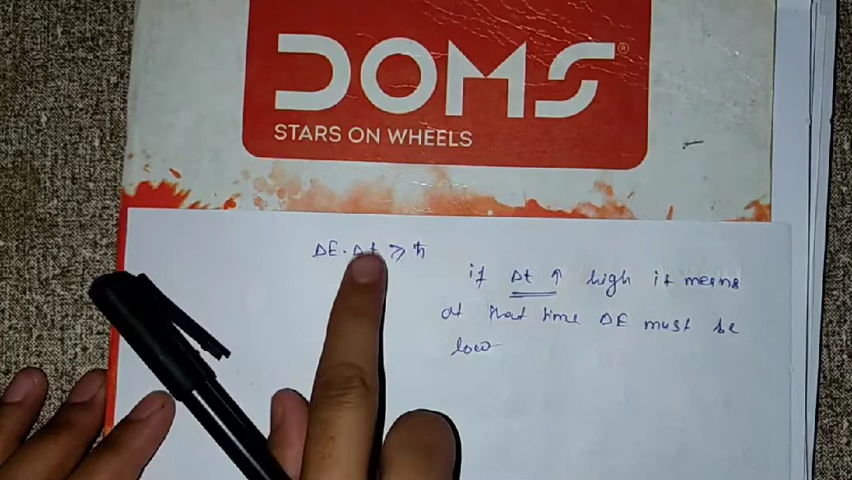 DOMS®
STARS ON WHEELS
ΔE·Δt ≥ ħ
if Δt ↑ high it means
at that time ΔE must be
low